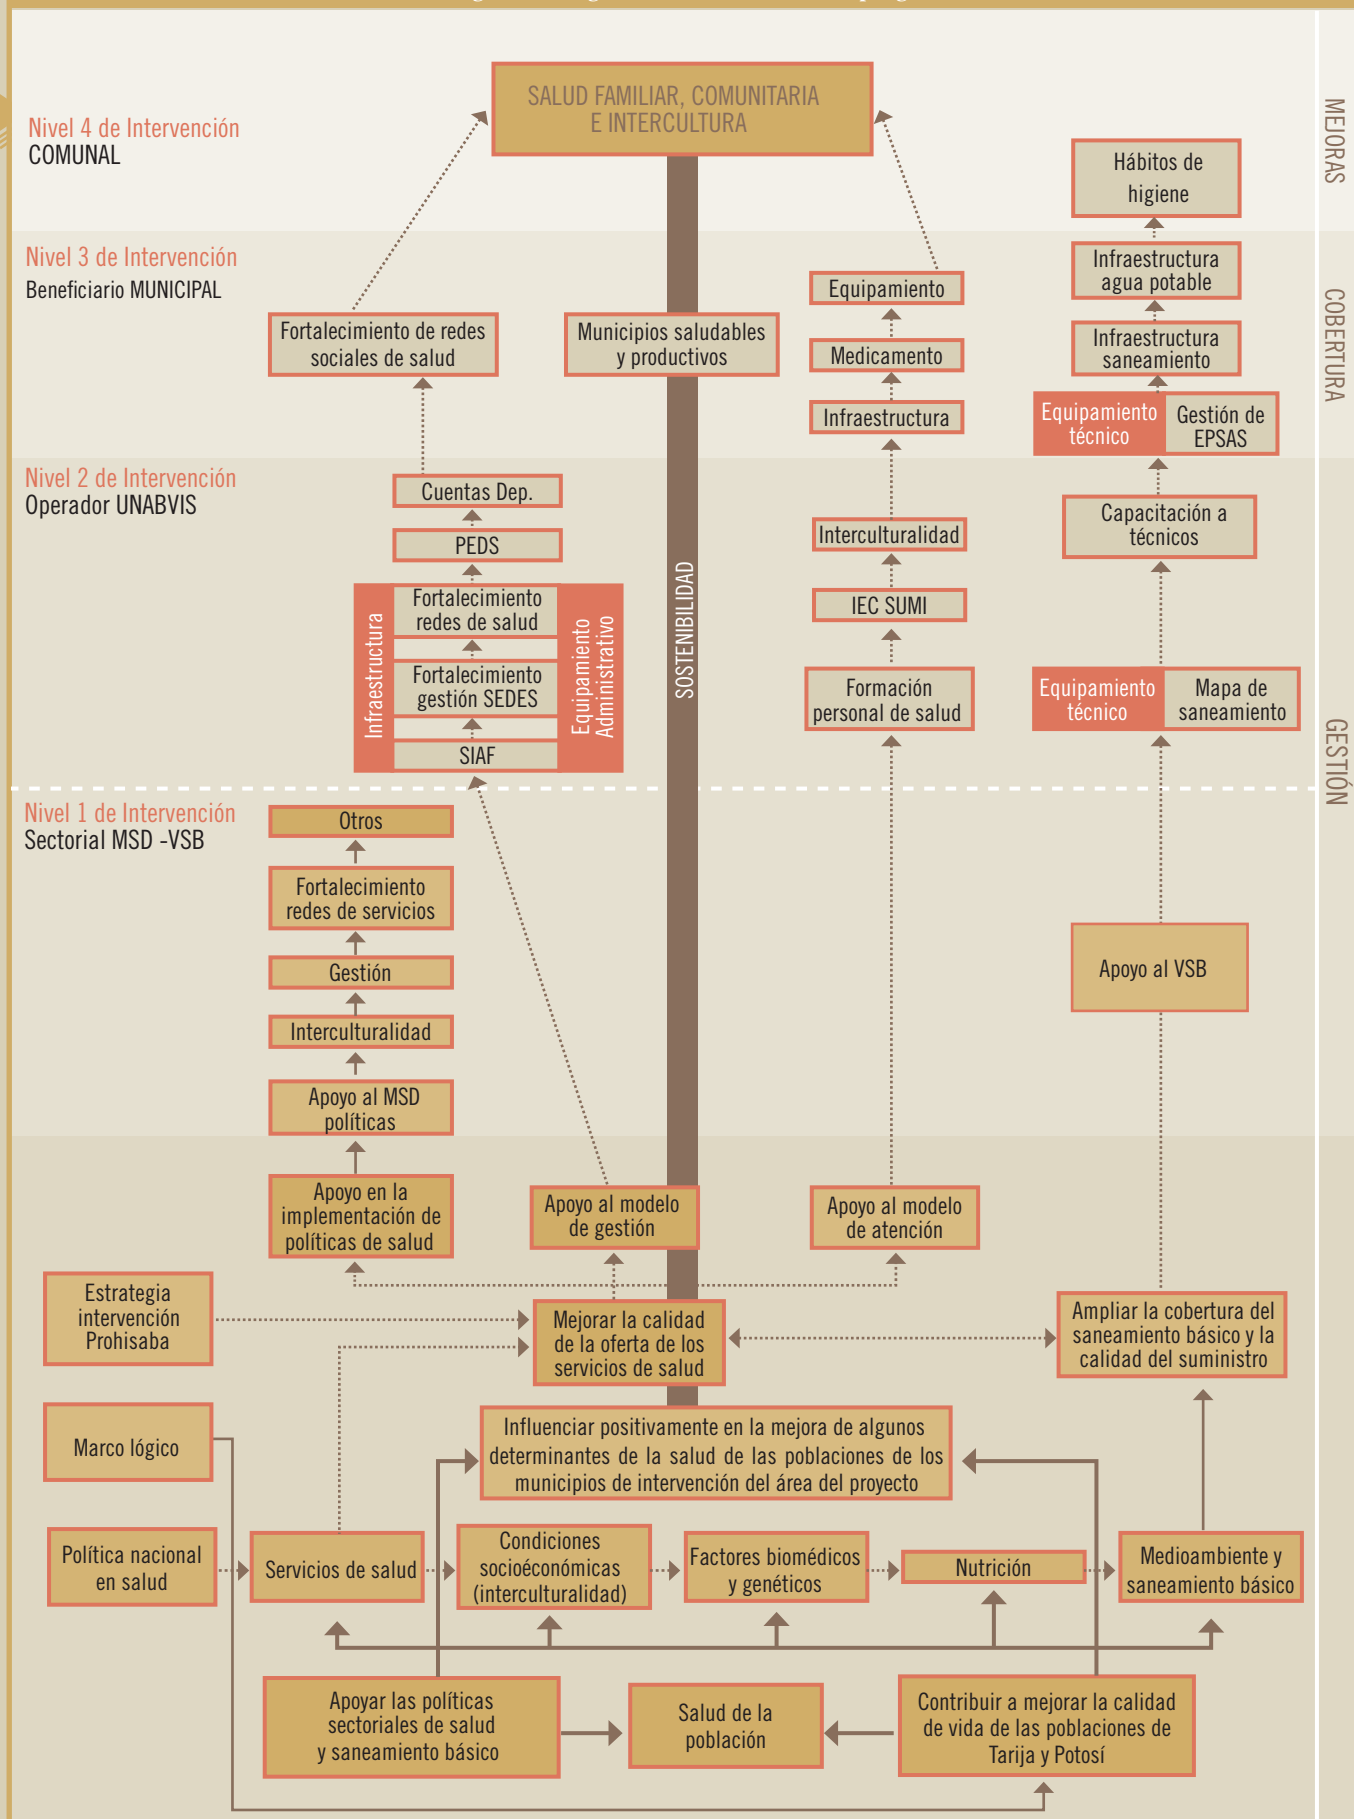 SALUD FAMILIAR, COMUNITARIA
E INTERCULTURA
Nivel 4 de Intervención
COMUNAL
MEJORAS
Hábitos de
higiene
Nivel 3 de Intervención
Beneficiario MUNICIPAL
COBERTURA
Fortalecimiento de redes
sociales de salud
Municipios saludables
y productivos
Equipamiento
Medicamento
Infraestructura
Infraestructura
agua potable
Infraestructura
saneamiento
Equipamiento
técnico
Gestión de
EPSAS
Nivel 2 de Intervención
Operador UNABVIS
Cuentas Dep.
PEDS
Infraestructura
Fortalecimiento
redes de salud
Fortalecimiento
gestión SEDES
SIAF
Equipamiento
Administrativo
SOSTENIBILIDAD
Interculturalidad
IEC SUMI
Formación
personal de salud
Capacitación a
técnicos
Equipamiento
técnico
Mapa de
saneamiento
GESTIÓN
Nivel 1 de Intervención
Sectorial MSD -VSB
Otros
Fortalecimiento
redes de servicios
Gestión
Interculturalidad
Apoyo al MSD
políticas
Apoyo al VSB
Apoyo en la
implementación de
políticas de salud
Apoyo al modelo
de gestión
Apoyo al modelo
de atención
Estrategia
intervención
Prohisaba
Mejorar la calidad
de la oferta de los
servicios de salud
Ampliar la cobertura del
saneamiento básico y la
calidad del suministro
Marco lógico
Influenciar positivamente en la mejora de algunos
determinantes de la salud de las poblaciones de los
municipios de intervención del área del proyecto
Política nacional
en salud
Servicios de salud
Condiciones
socioéconómicas
(interculturalidad)
Factores biomédicos
y genéticos
Nutrición
Medioambiente y
saneamiento básico
Apoyar las políticas
sectoriales de salud
y saneamiento básico
Salud de la
población
Contribuir a mejorar la calidad
de vida de las poblaciones de
Tarija y Potosí